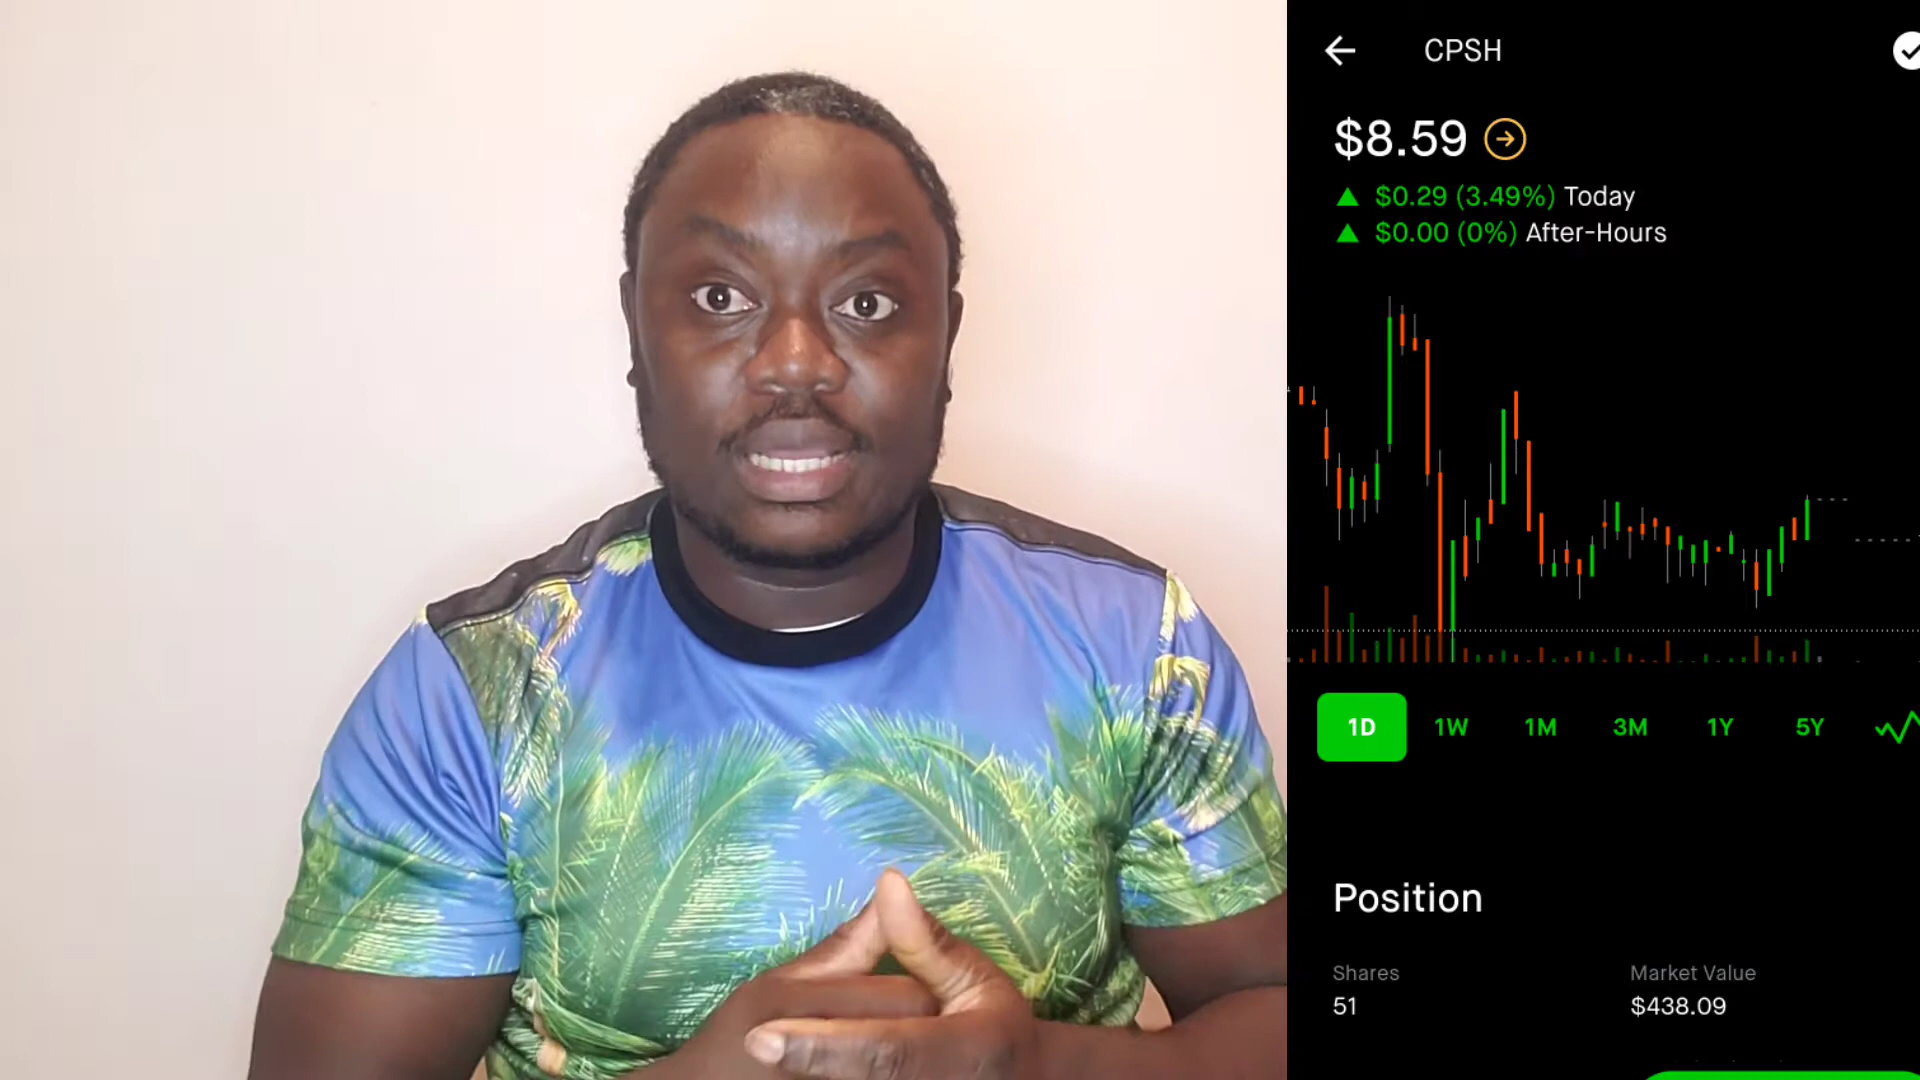 CPSH
$8.59
$0.29 (3.49%) Today
$0.00 (0%) After-Hours
1D 1W 1M 3M 1Y 5Y
Position
Shares Market Value
51 $438.09